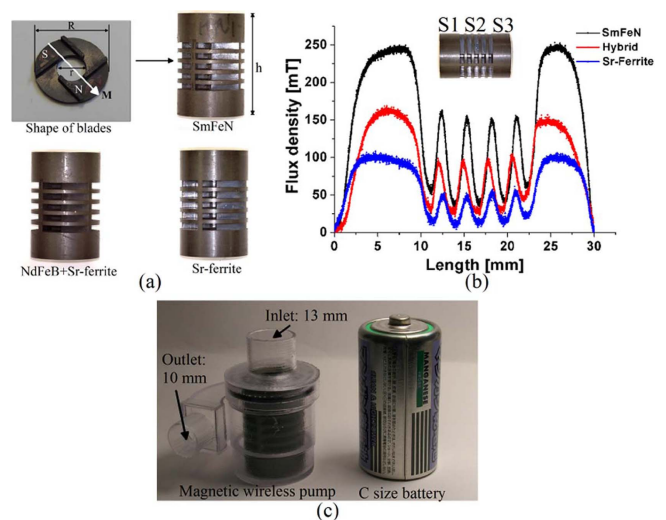 (a)
R
S
r
N
M
Shape of blades
h
SmFeN
NdFeB+Sr-ferrite
Sr-ferrite
(b)
S1 S2 S3
SmFeN
Hybrid
Sr-Ferrite
Flux density [mT]
250
200
150
100
50
0
0 5 10 15 20 25 30
Length [mm]
Inlet: 13 mm
Outlet:
10 mm
MANGANESE
Magnetic wireless pump
C size battery
(c)